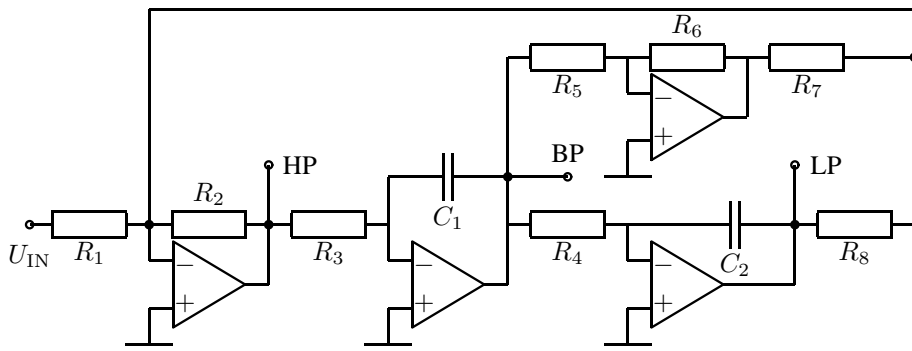 R6
R5
R7
−
+
HP
BP
LP
C1
R2
UIN
R1
R3
R4
C2
R8
−
+
−
+
−
+